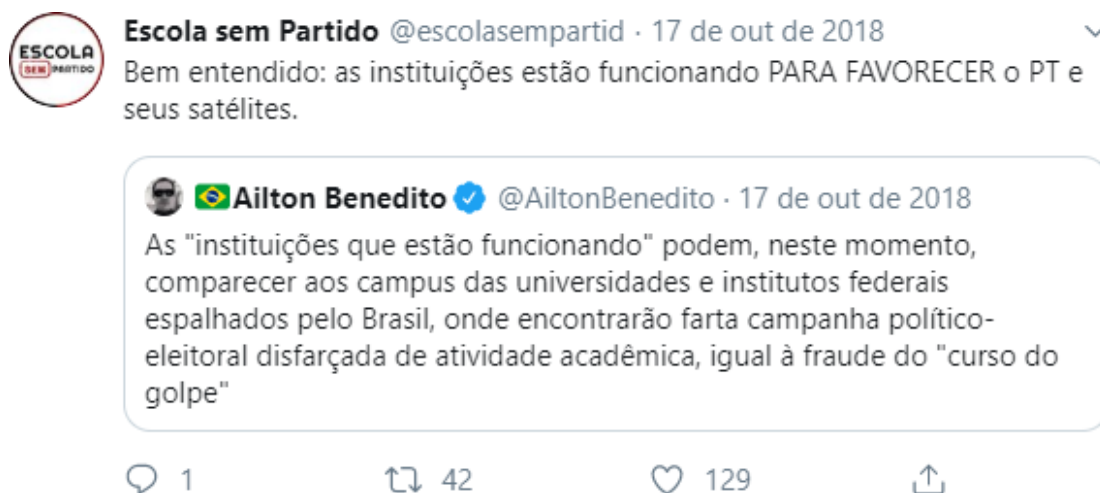 ESCOLA
SEM PARTIDO
Escola sem Partido @escolasempartid · 17 de out de 2018
Bem entendido: as instituições estão funcionando PARA FAVORECER o PT e
seus satélites.
Ailton Benedito @AiltonBenedito · 17 de out de 2018
As "instituições que estão funcionando" podem, neste momento,
comparecer aos campus das universidades e institutos federais
espalhados pelo Brasil, onde encontrarão farta campanha político-
eleitoral disfarçada de atividade acadêmica, igual à fraude do "curso do
golpe"
1 42 129